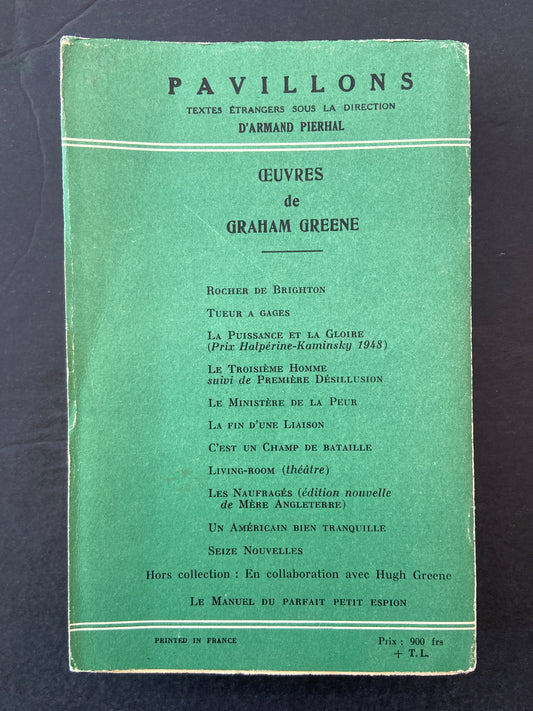 PAVILLONS
TEXTES ÉTRANGERS SOUS LA DIRECTION
D'ARMAND PIERHAL
ŒUVRES
de
GRAHAM GREENE
ROCHER DE BRIGHTON
TUEUR A GAGES
LA PUISSANCE ET LA GLOIRE
(Prix Halpérine-Kaminsky 1948)
LE TROISIÈME HOMME
suivi de PREMIÈRE DÉSILLUSION
LE MINISTÈRE DE LA PEUR
LA FIN D'UNE LIAISON
C'EST UN CHAMP DE BATAILLE
LIVING-ROOM (théâtre)
LES NAUFRAGÉS (édition nouvelle
de MÈRE ANGLETERRE)
UN AMÉRICAIN BIEN TRANQUILLE
SEIZE NOUVELLES
Hors collection : En collaboration avec Hugh Greene
LE MANUEL DU PARFAIT PETIT ESPION
PRINTED IN FRANCE
Prix : 900 frs
+ T. L.